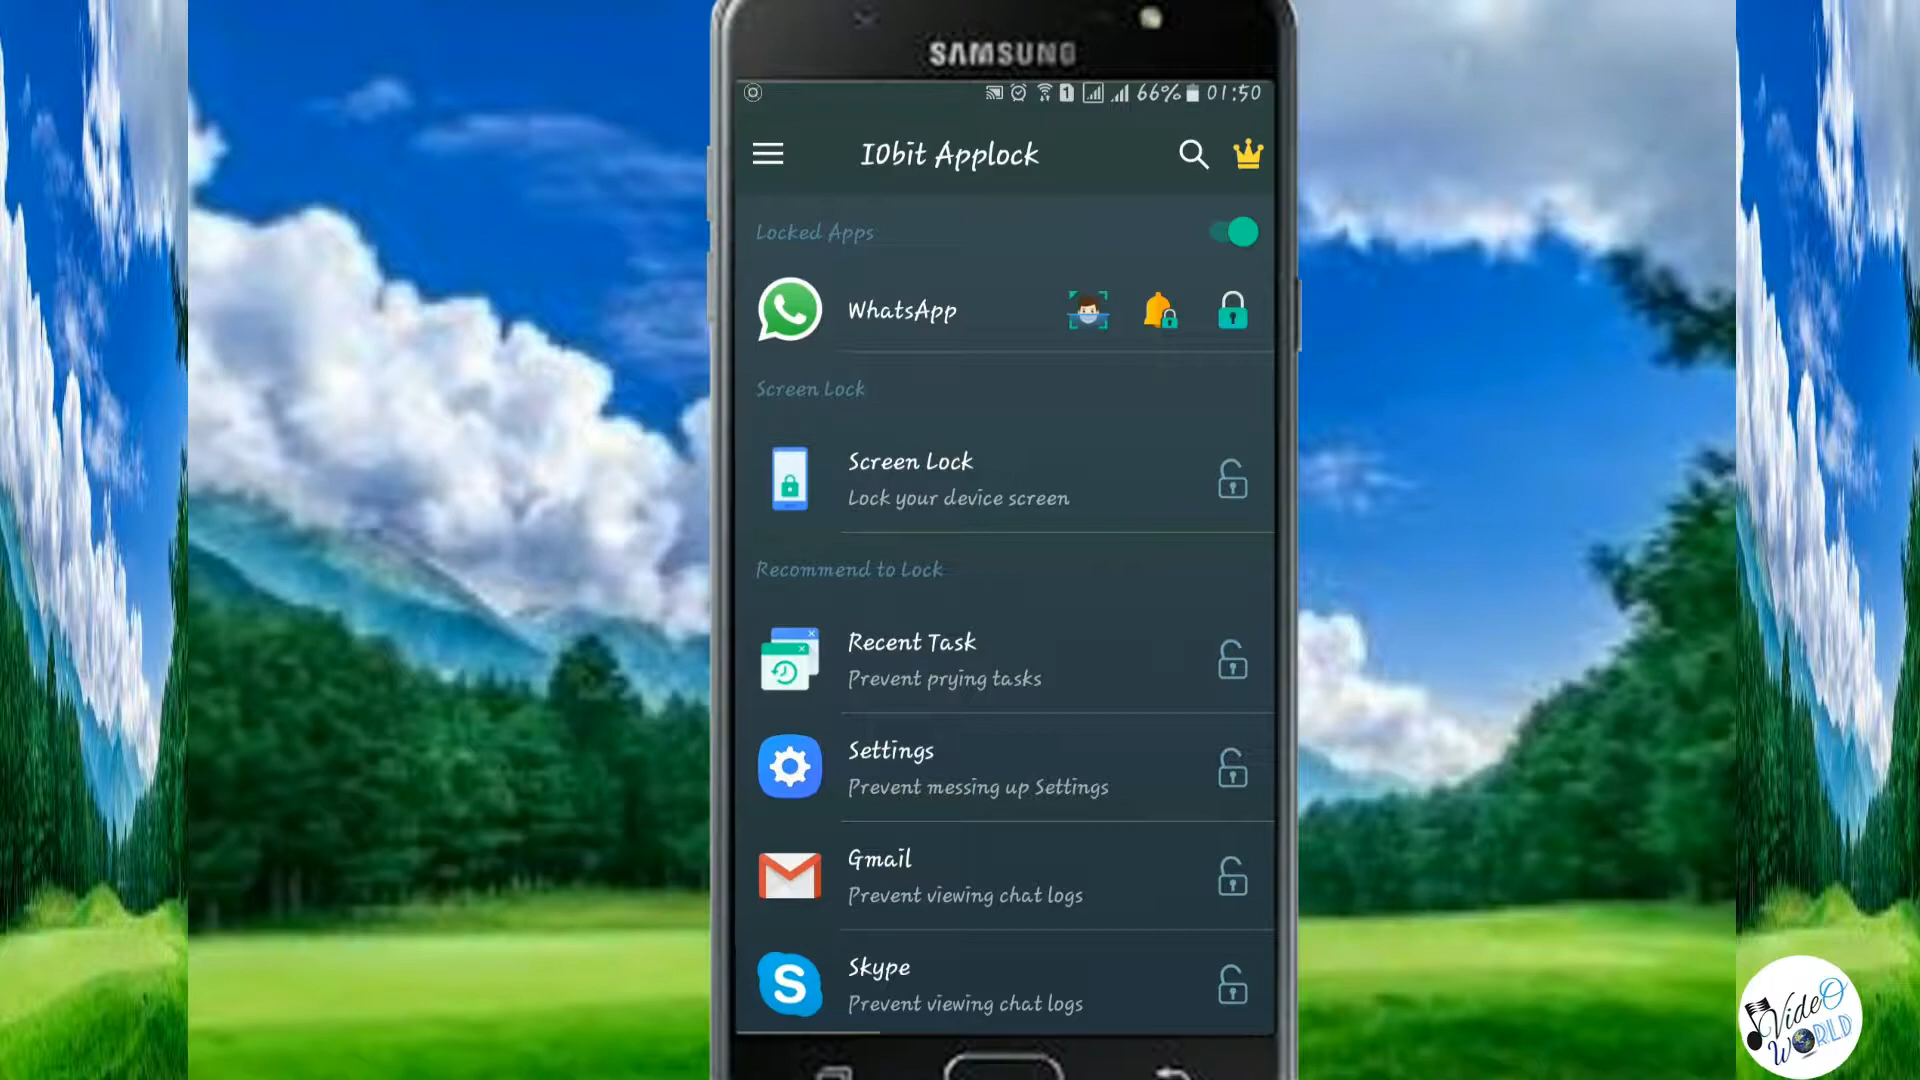 SAMSUNG
1 66% 01:50
IObit Applock
Locked Apps
WhatsApp
Screen Lock
Screen Lock
Lock your device screen
Recommend to Lock
Recent Task
Prevent prying tasks
Settings
Prevent messing up Settings
Gmail
Prevent viewing chat logs
S
Skype
Prevent viewing chat logs
VideO
WORLD